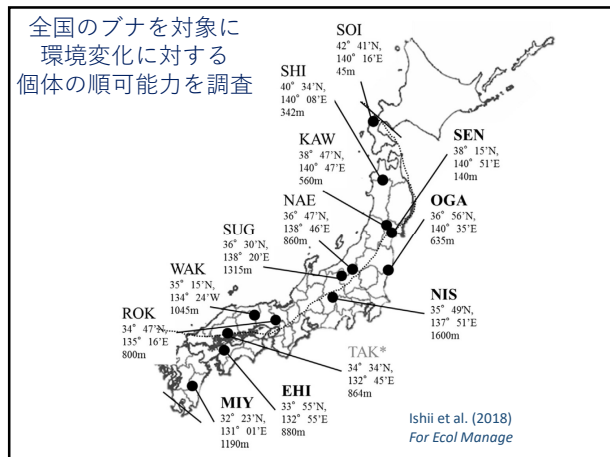 全国のブナを対象に
環境変化に対する
個体の順可能力を調査
SOI
42° 41'N,
140° 16'E
45m
SHI
40° 34'N,
140° 08'E
342m
KAW
38° 47'N,
140° 47'E
560m
SEN
38° 15'N,
140° 51'E
140m
NAE
36° 47'N,
138° 46'E
860m
OGA
36° 56'N,
140° 35'E
635m
SUG
36° 30'N,
138° 20'E
1315m
WAK
35° 15'N,
134° 24'W
1045m
NIS
35° 49'N,
137° 51'E
1600m
ROK
34° 47'N,
135° 16'E
800m
TAK*
34° 34'N,
132° 45'E
864m
MIY
32° 23'N,
131° 01'E
1190m
EHI
33° 55'N,
132° 55'E
880m
Ishii et al. (2018)
For Ecol Manage